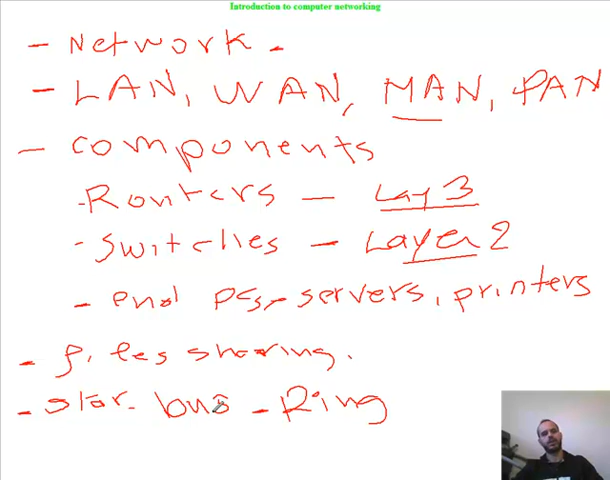 Introduction to computer networking
- Network -
- LAN, WAN, MAN, PAN
- components
- Routers - Lay 3
- Switches - Layer 2
- end PCs, - servers, printers
- files sharing.
- star - bus - Ring